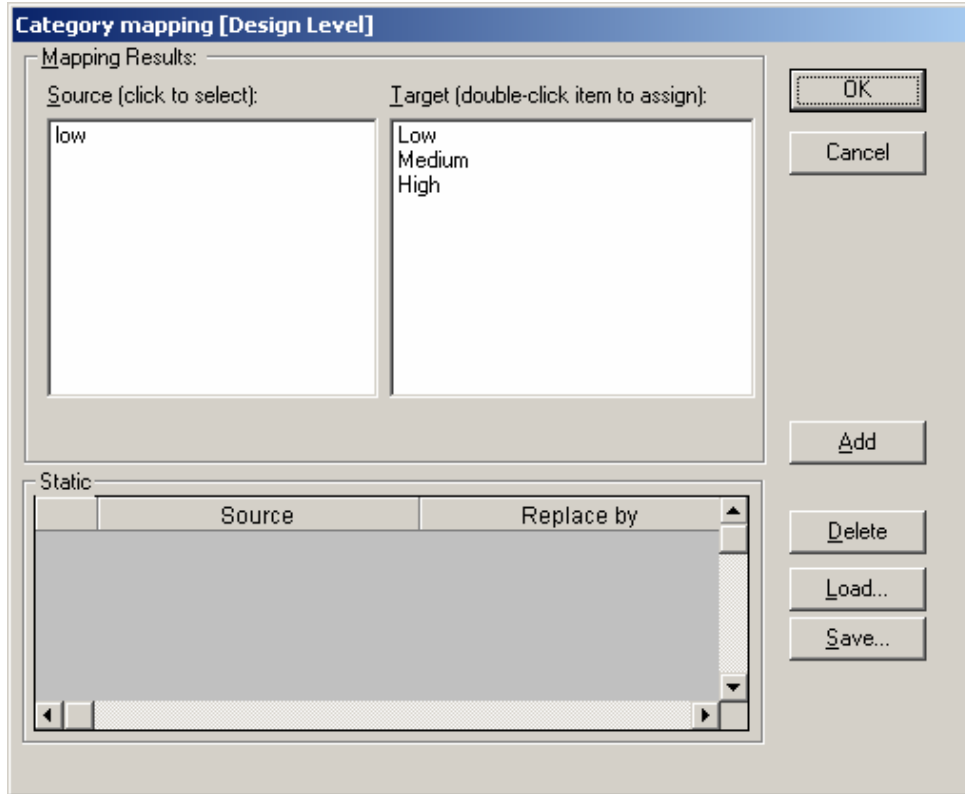 Category mapping [Design Level]
Mapping Results:
Source (click to select):
Target (double-click item to assign):
low
Low
Medium
High
OK
Cancel
Add
Static
Source
Replace by
Delete
Load...
Save...